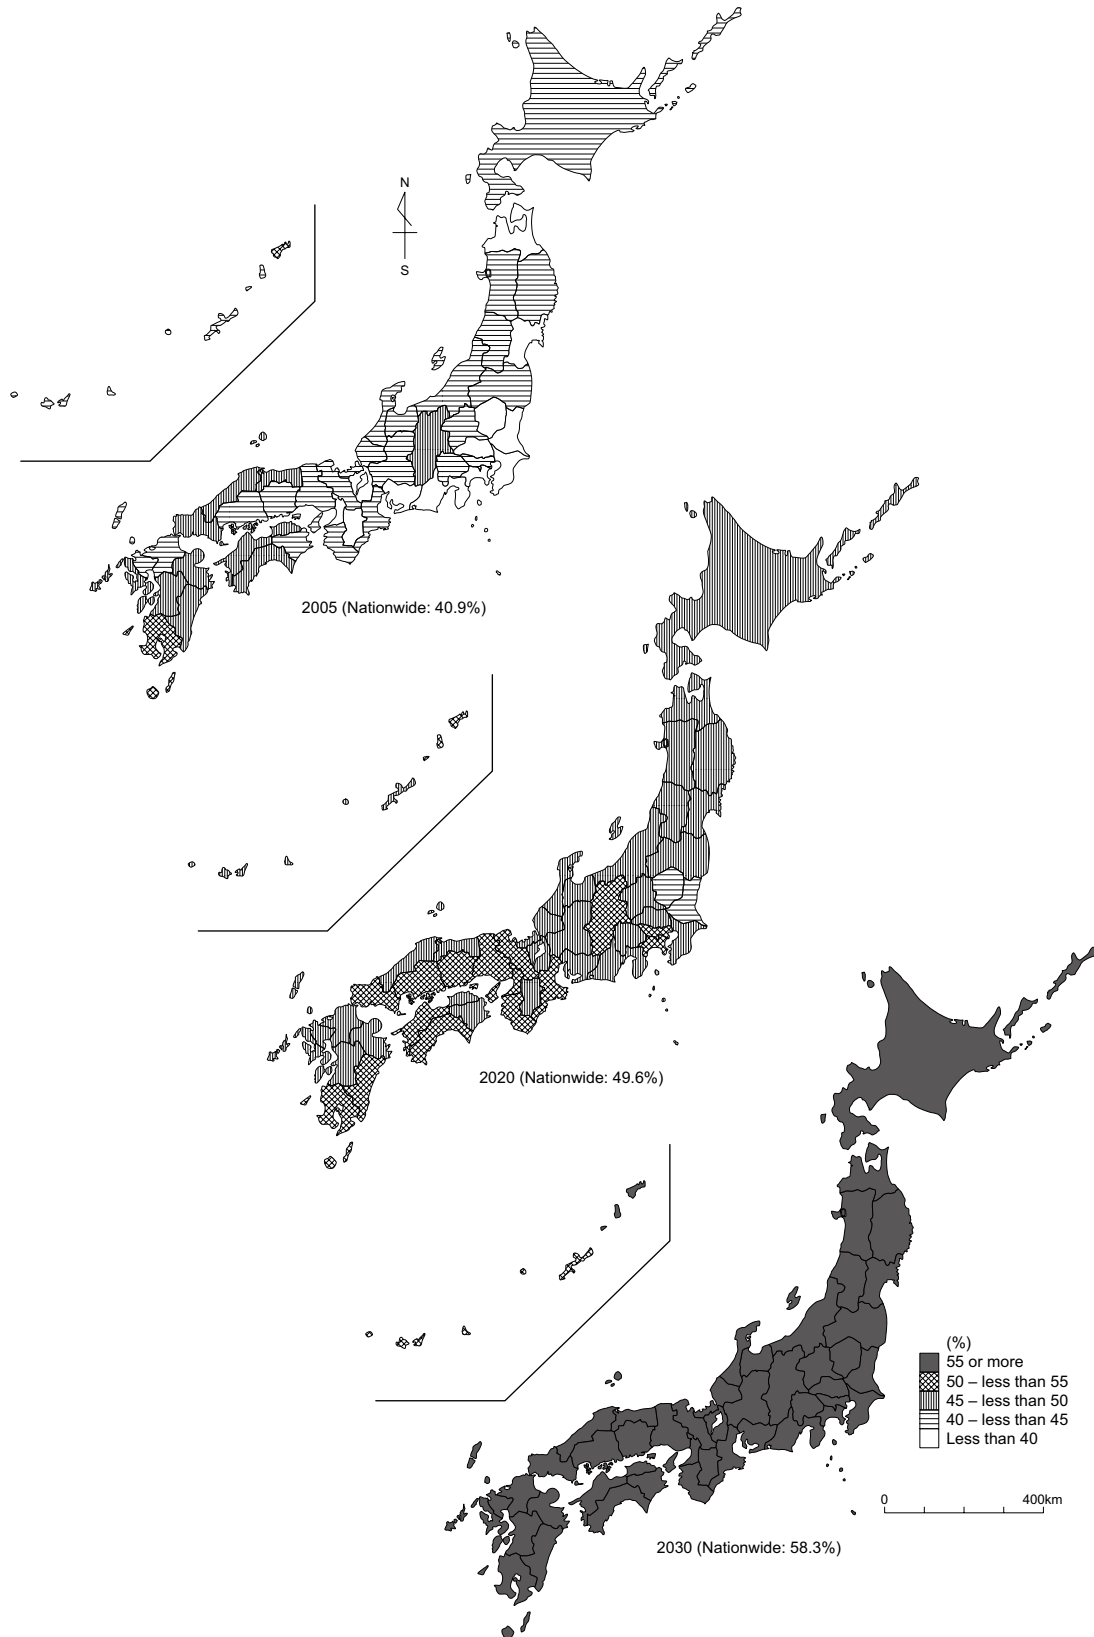 N
S
2005 (Nationwide: 40.9%)
2020 (Nationwide: 49.6%)
(%)
55 or more
50 – less than 55
45 – less than 50
40 – less than 45
Less than 40
0 400km
2030 (Nationwide: 58.3%)